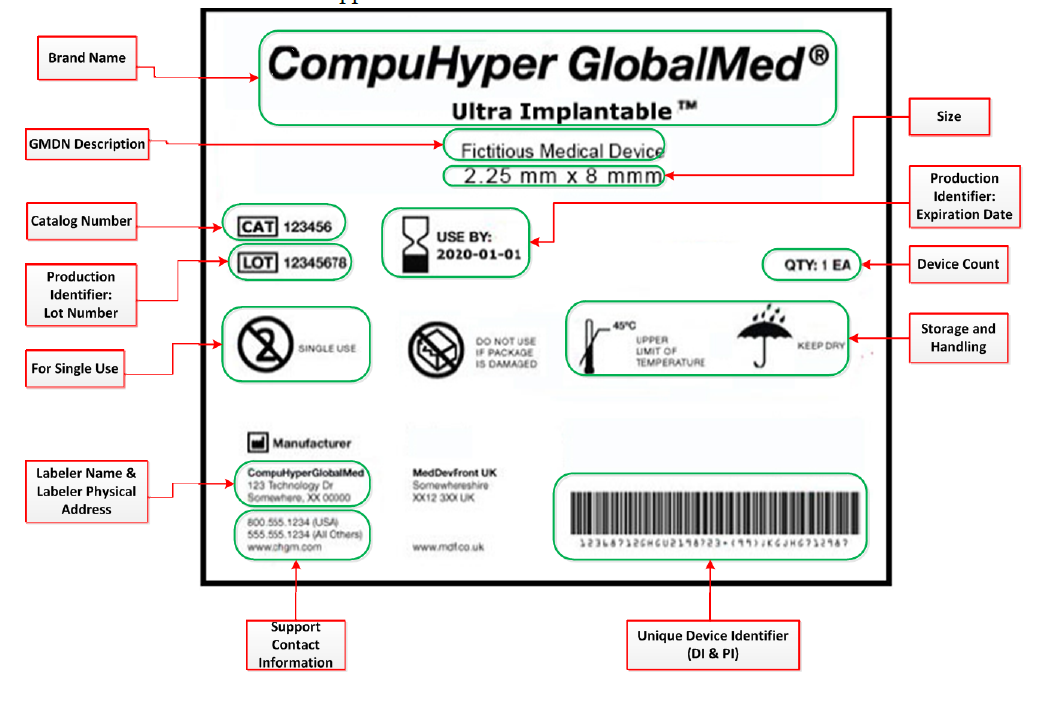 Brand Name
CompuHyper GlobalMed®
Ultra Implantable™
Size
GMDN Description
Fictitious Medical Device
2.25 mm x 8 mmm
Production
Identifier:
Expiration Date
Catalog Number
CAT 123456
USE BY:
2020-01-01
LOT 12345678
QTY: 1 EA
Device Count
Production
Identifier:
Lot Number
SINGLE USE
DO NOT USE
IF PACKAGE
IS DAMAGED
45°C
UPPER
LIMIT OF
TEMPERATURE
KEEP DRY
Storage and
Handling
For Single Use
Manufacturer
Labeler Name &
Labeler Physical
Address
CompuHyperGlobalMed
123 Technology Dr
Somewhere, XX 00000
MedDevFront UK
Somewhereshire
XX12 3XX UK
800.555.1234 (USA)
555.555.1234 (All Others)
www.chgm.com
www.mdf.co.uk
Support
Contact
Information
Unique Device Identifier
(DI & PI)